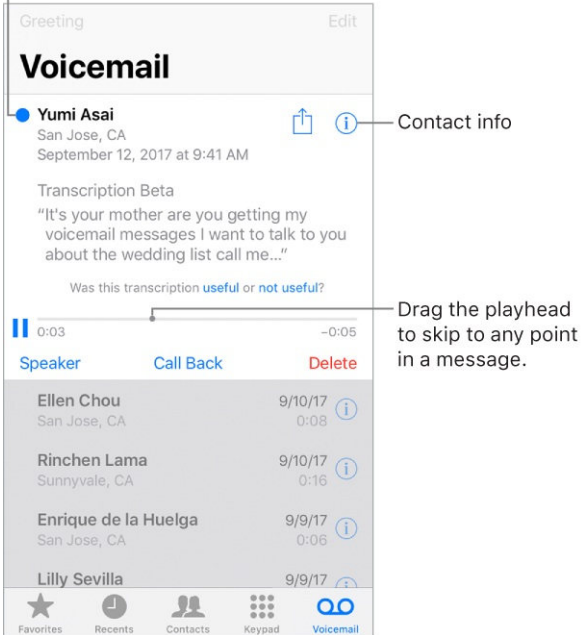 Greeting Edit
Voicemail
Yumi Asai
San Jose, CA
September 12, 2017 at 9:41 AM
Contact info
Transcription Beta
“It's your mother are you getting my
voicemail messages I want to talk to you
about the wedding list call me...”
Was this transcription useful or not useful?
0:03 −0:05
Drag the playhead
to skip to any point
in a message.
Speaker Call Back Delete
Ellen Chou 9/10/17
San Jose, CA 0:08
Rinchen Lama 9/10/17
Sunnyvale, CA 0:16
Enrique de la Huelga 9/9/17
San Jose, CA 0:06
Lilly Sevilla 9/9/17
Favorites Recents Contacts Keypad Voicemail